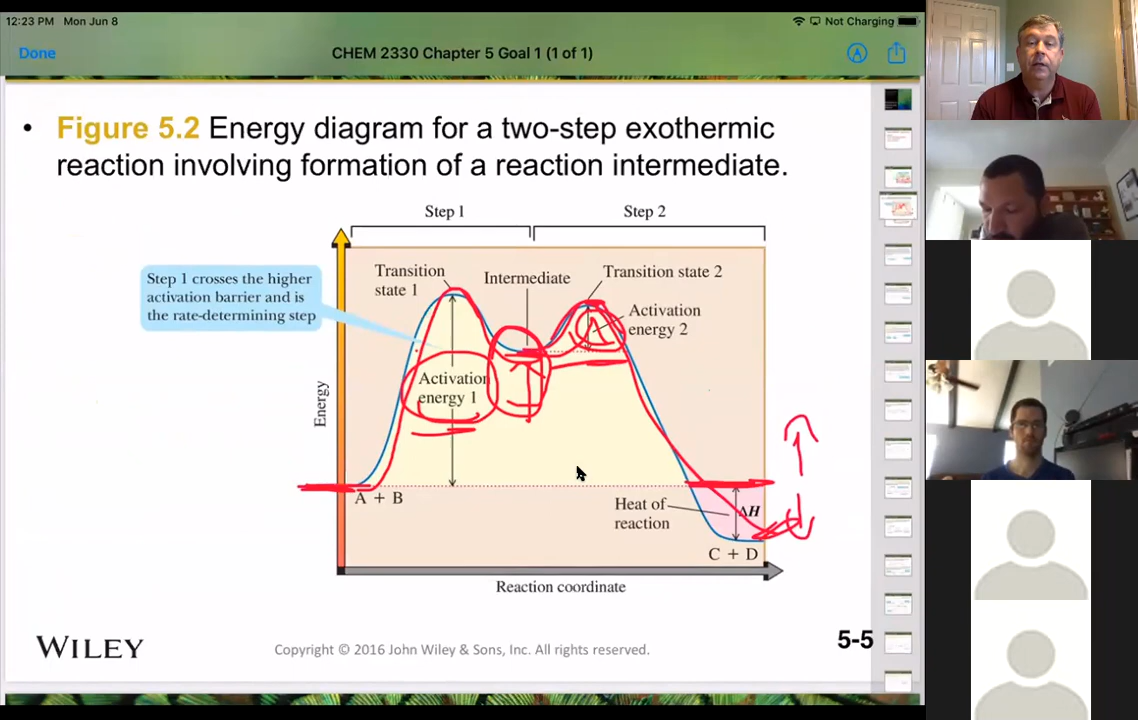 12:23 PM Mon Jun 8
Not Charging
Done
CHEM 2330 Chapter 5 Goal 1 (1 of 1)
• Figure 5.2 Energy diagram for a two-step exothermic
reaction involving formation of a reaction intermediate.
Step 1
Step 2
Step 1 crosses the higher
activation barrier and is
the rate-determining step
Transition
state 1
Intermediate
Transition state 2
Activation
energy 2
Activation
energy 1
Energy
A + B
Heat of
reaction
ΔH
C + D
Reaction coordinate
WILEY
Copyright © 2016 John Wiley & Sons, Inc. All rights reserved.
5-5